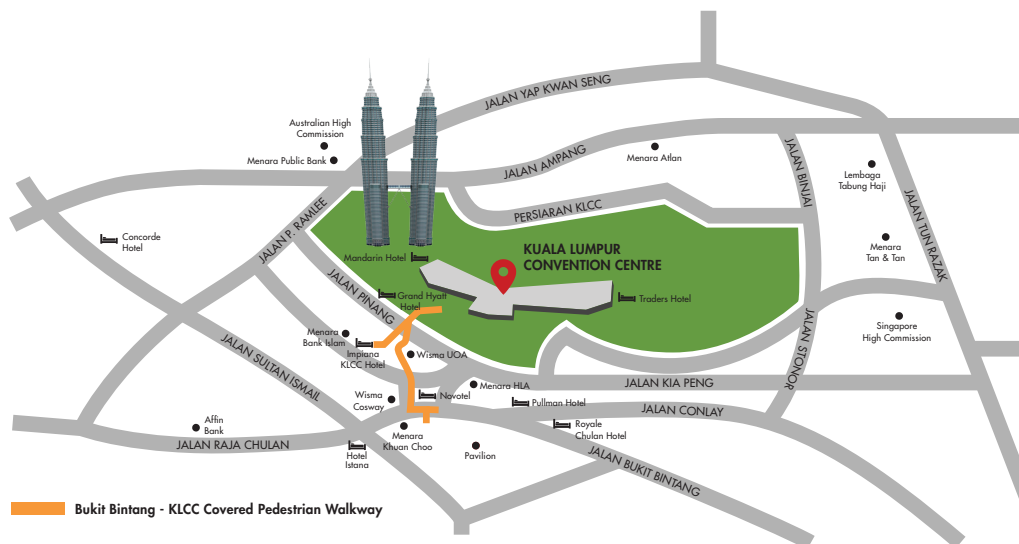 JALAN YAP KWAN SENG
Australian High
Commission
Menara Public Bank
JALAN AMPANG
Menara Atlan
JALAN BINJAI
Lembaga
Tabung Haji
JALAN TUN RAZAK
PERSIARAN KLCC
JALAN P. RAMLEE
Concorde
Hotel
Mandarin Hotel
KUALA LUMPUR
CONVENTION CENTRE
Menara
Tan & Tan
JALAN PINANG
Grand Hyatt
Hotel
Traders Hotel
Singapore
High Commission
Menara
Bank Islam
Impiana
KLCC Hotel
Wisma UOA
JALAN STONOR
JALAN SULTAN ISMAIL
Menara HLA
JALAN KIA PENG
Wisma
Cosway
Novotel
Pullman Hotel
JALAN CONLAY
Affin
Bank
JALAN RAJA CHULAN
Menara
Khuan Choo
Royale
Chulan Hotel
Hotel
Istana
Pavilion
JALAN BUKIT BINTANG
Bukit Bintang - KLCC Covered Pedestrian Walkway